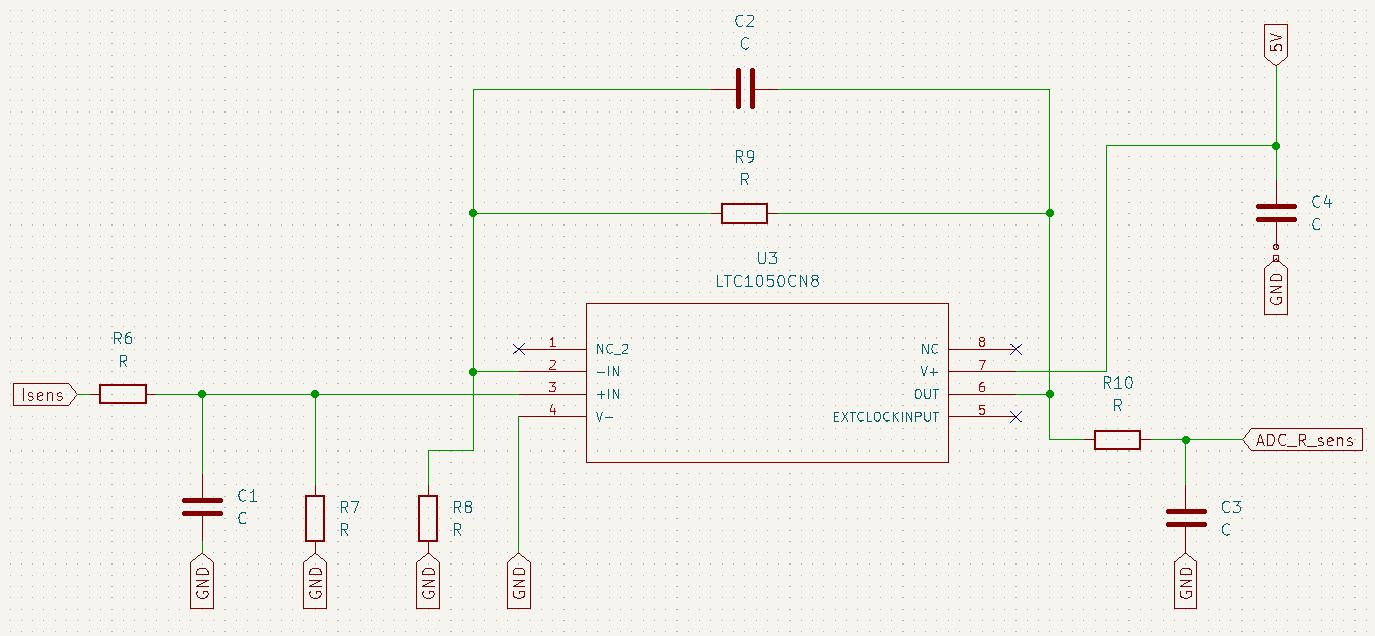 C2
C
5V
R9
R
C4
C
GND
U3
LTC1050CN8
R6
R
Isens
1
NC_2
2
-IN
3
+IN
4
V-
NC
8
V+
7
OUT
6
EXTCLOCKINPUT
5
R10
R
ADC_R_sens
C1
C
R7
R
R8
R
C3
C
GND
GND
GND
GND
GND